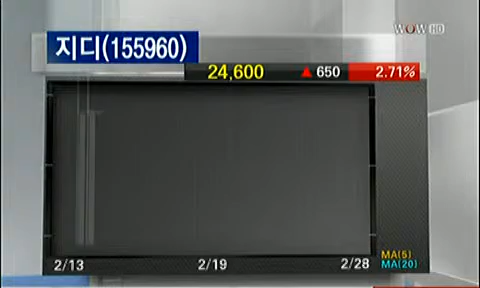 WOW HD
지디(155960)
24,600 ▲ 650 2.71%
2/13 2/19 2/28
MA(5)
MA(20)